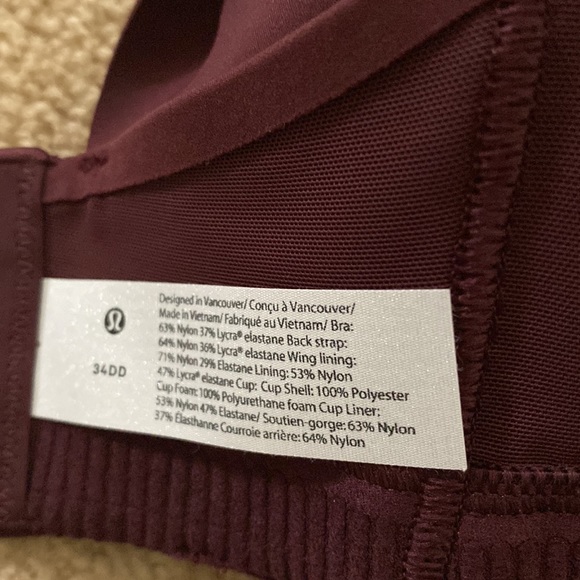 Designed in Vancouver/ Conçu à Vancouver/
Made in Vietnam/ Fabriqué au Vietnam/ Bra:
63% Nylon 37% Lycra® elastane Back strap:
64% Nylon 36% Lycra® elastane Wing lining:
71% Nylon 29% Elastane Lining: 53% Nylon
47% Lycra® elastane Cup: Cup Shell: 100% Polyester
Cup Foam: 100% Polyurethane foam Cup Liner:
53% Nylon 47% Elastane/ Soutien-gorge: 63% Nylon
37% Élasthanne Courroie arrière: 64% Nylon
34DD